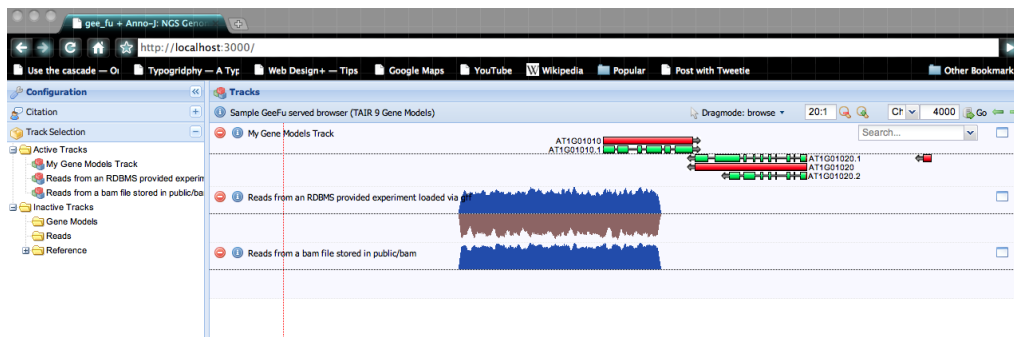 gee_fu + Anno-J: NGS Geno
http://localhost:3000/
Use the cascade — O
Typogridphy — A Typ
Web Design+ — Tips
Google Maps
YouTube
W Wikipedia
Popular
Post with Tweetie
Other Bookmark
Configuration
Citation
Track Selection
Active Tracks
My Gene Models Track
Reads from an RDBMS provided experim
Reads from a bam file stored in public/ba
Inactive Tracks
Gene Models
Reads
Reference
Tracks
Sample GeeFu served browser (TAIR 9 Gene Models)
Dragmode: browse
20:1
Ch
4000
Go
My Gene Models Track
Search...
AT1G01010
AT1G01010.1
AT1G01020.1
AT1G01020
AT1G01020.2
Reads from an RDBMS provided experiment loaded via gff
Reads from a bam file stored in public/bam